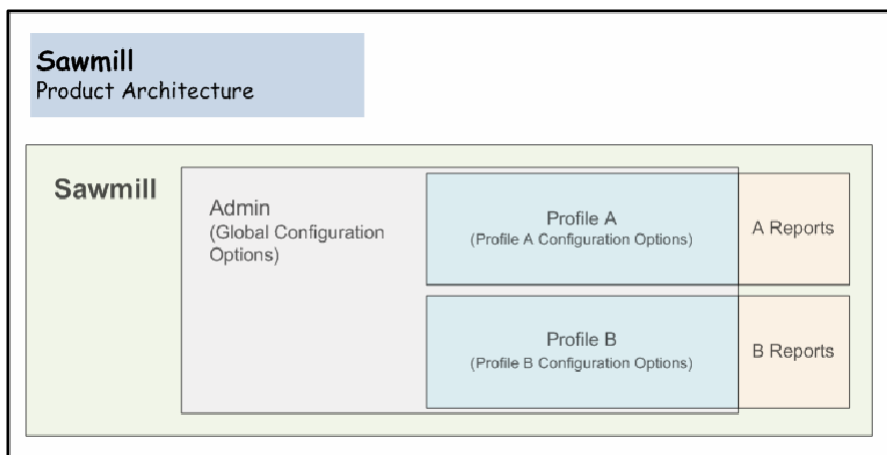 Sawmill
Product Architecture
Sawmill
Admin
(Global Configuration
Options)
Profile A
(Profile A Configuration Options)
A Reports
Profile B
(Profile B Configuration Options)
B Reports